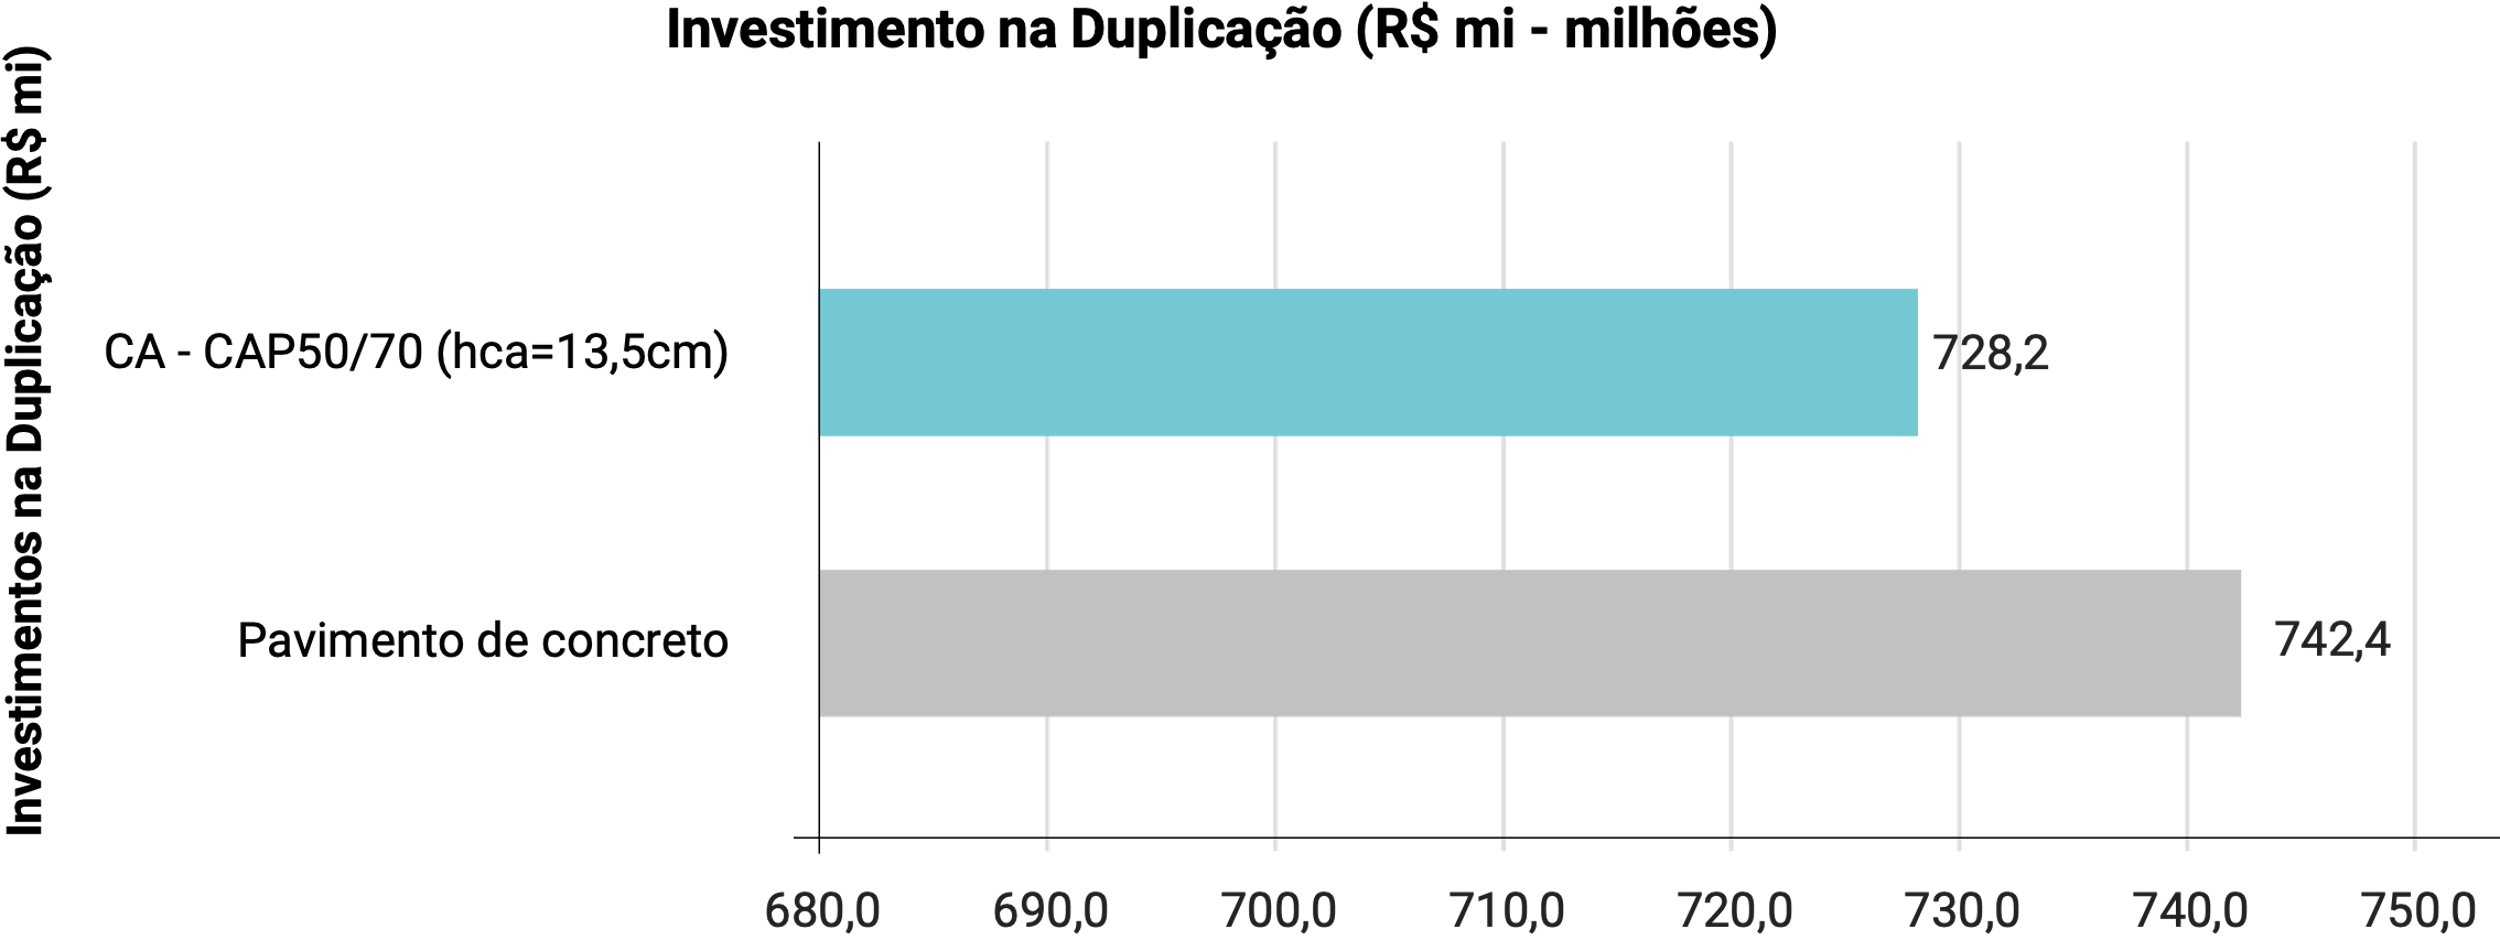 Investimento na Duplicação (R$ mi - milhões)
Investimentos na Duplicação (R$ mi)
CA - CAP50/70 (hca=13,5cm)
728,2
Pavimento de concreto
742,4
680,0
690,0
700,0
710,0
720,0
730,0
740,0
750,0